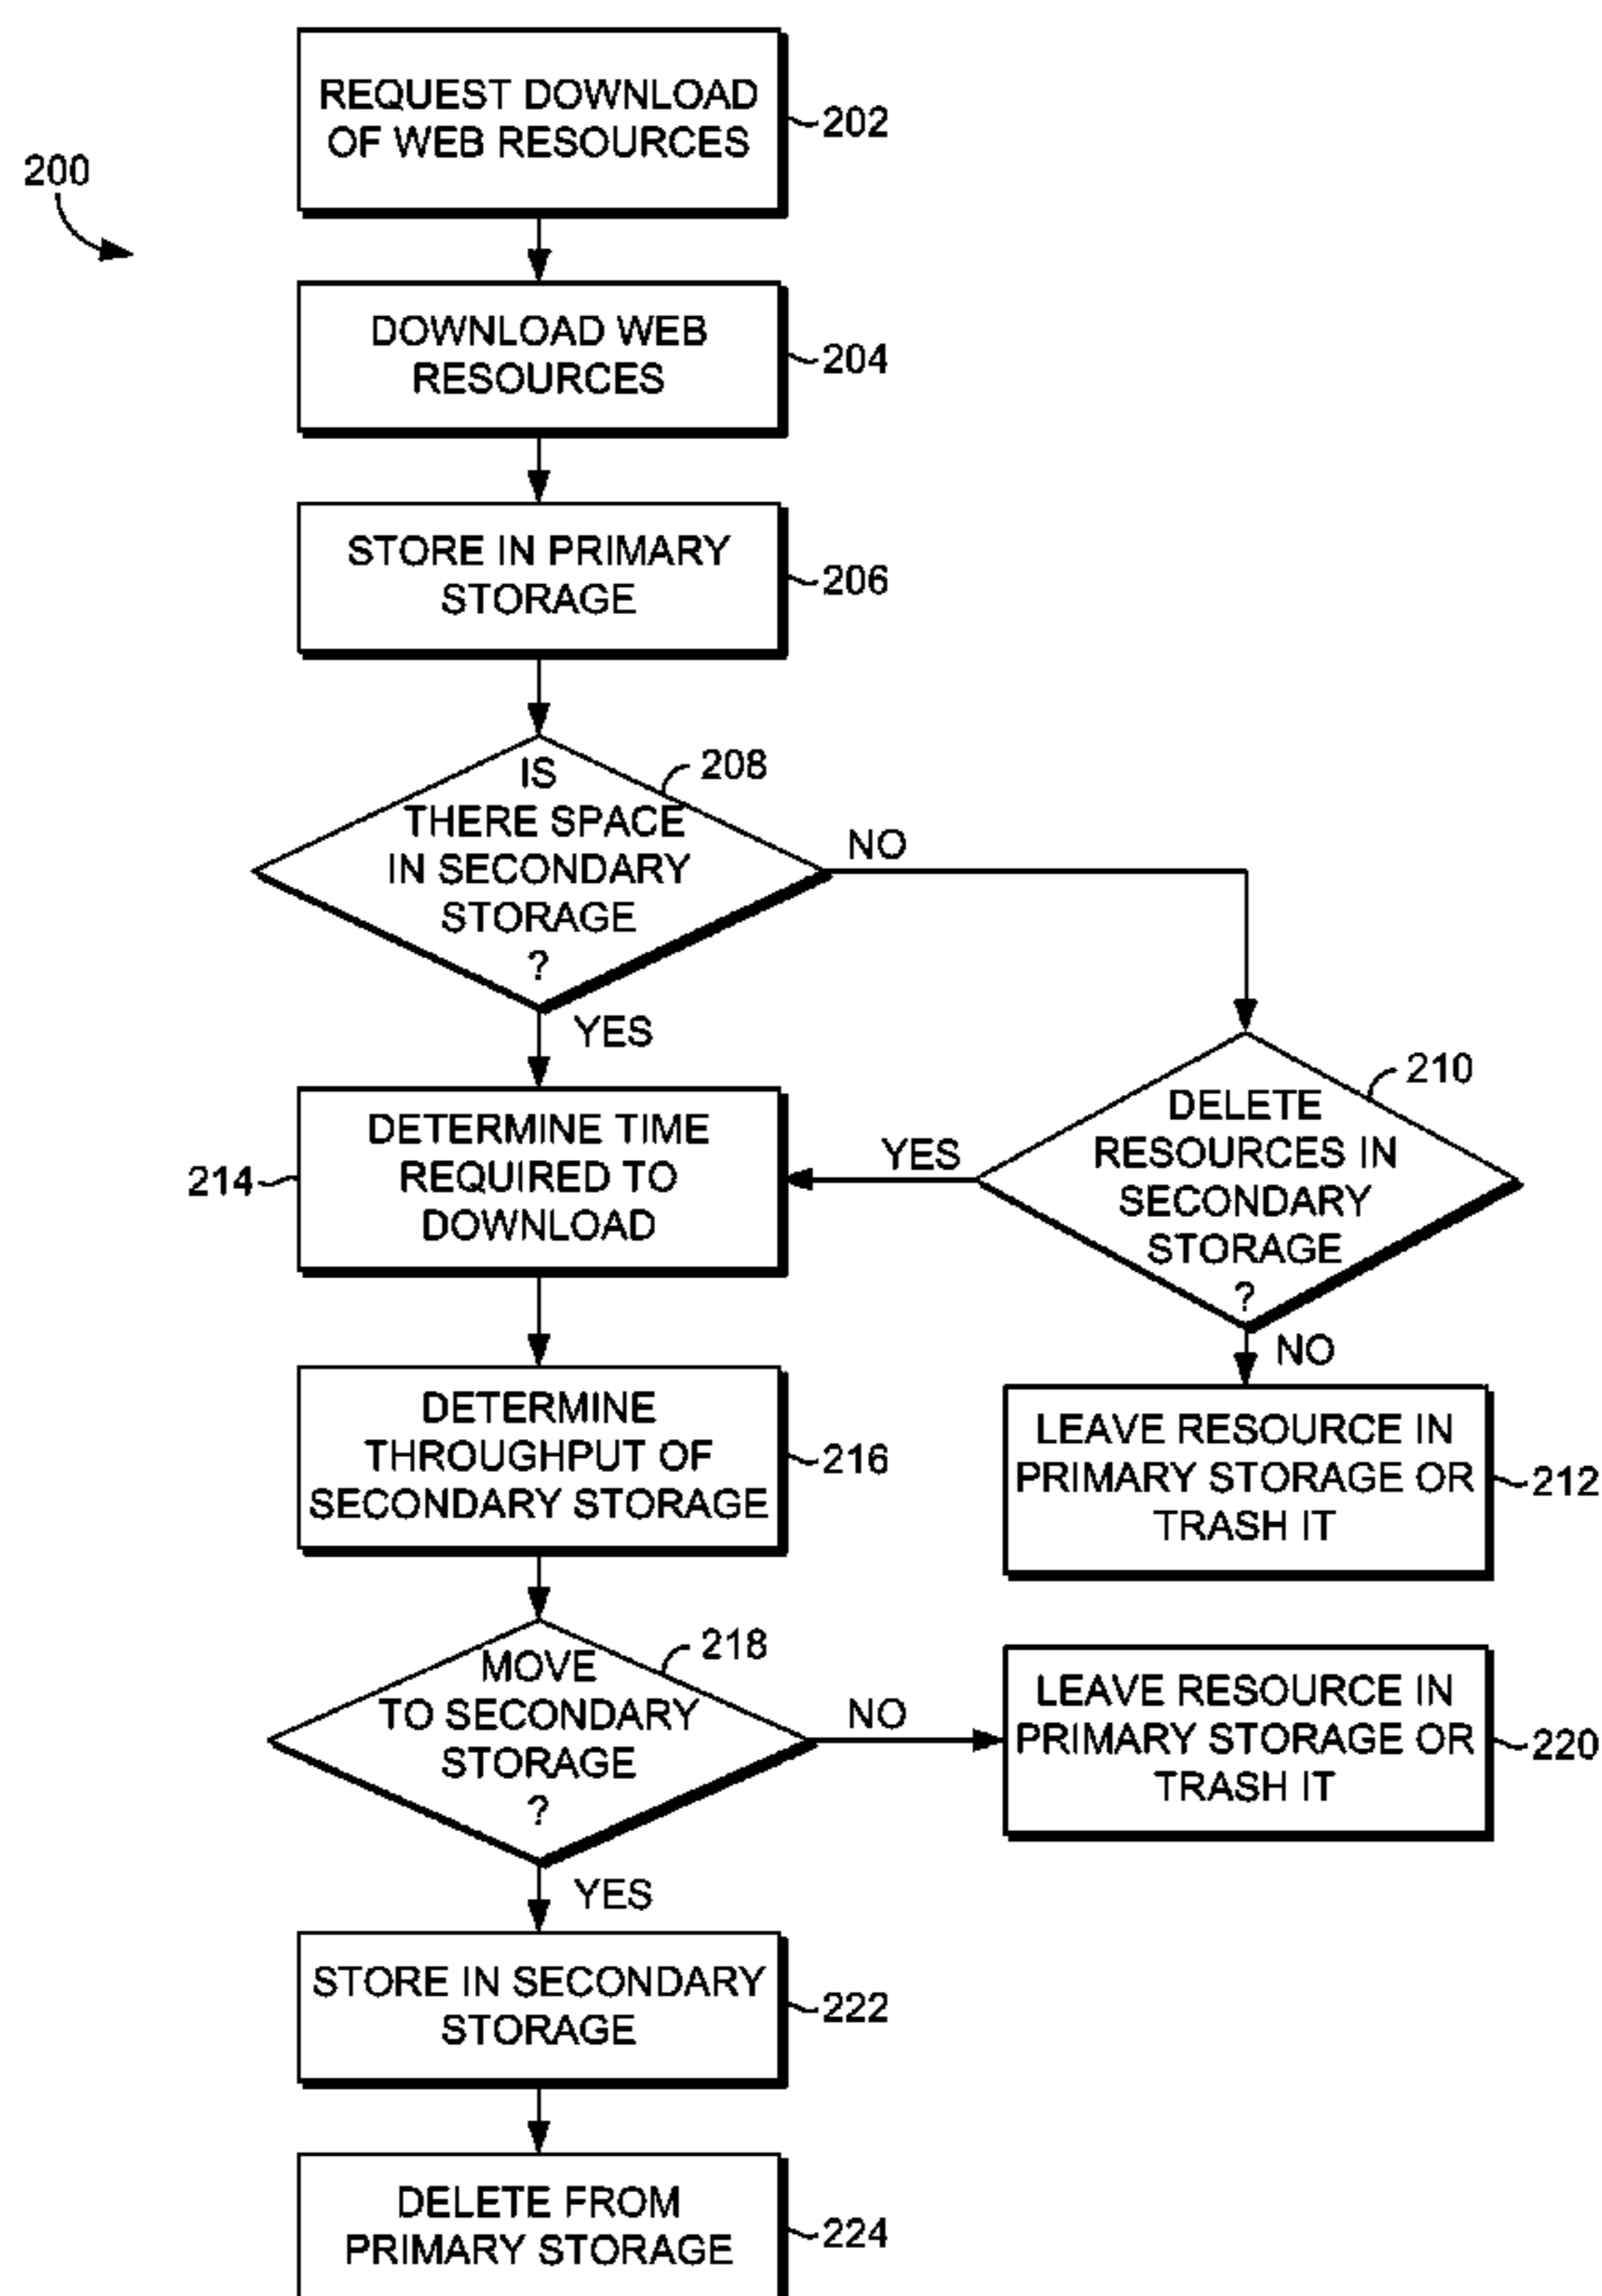 200
REQUEST DOWNLOAD
OF WEB RESOURCES
202
DOWNLOAD WEB
RESOURCES
204
STORE IN PRIMARY
STORAGE
206
IS
THERE SPACE
IN SECONDARY
STORAGE
?
208
NO
YES
DELETE
RESOURCES IN
SECONDARY
STORAGE
?
210
YES
NO
DETERMINE TIME
REQUIRED TO
DOWNLOAD
214
LEAVE RESOURCE IN
PRIMARY STORAGE OR
TRASH IT
212
DETERMINE
THROUGHPUT OF
SECONDARY STORAGE
216
MOVE
TO SECONDARY
STORAGE
?
218
NO
LEAVE RESOURCE IN
PRIMARY STORAGE OR
TRASH IT
220
YES
STORE IN SECONDARY
STORAGE
222
DELETE FROM
PRIMARY STORAGE
224